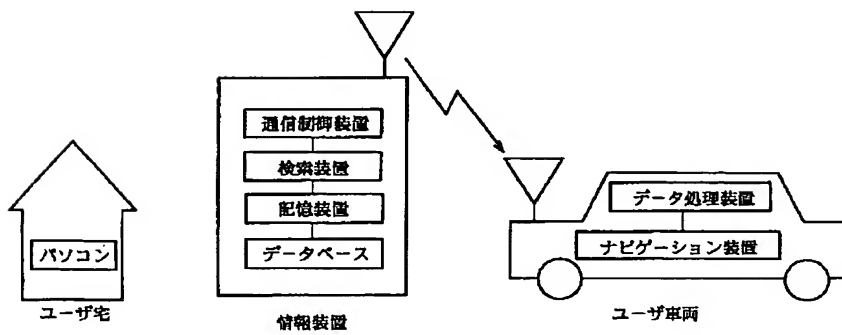 通信制御装置
検索装置
記憶装置
データベース
パソコン
ユーザ宅
情報装置
データ処理装置
ナビゲーション装置
ユーザ車両